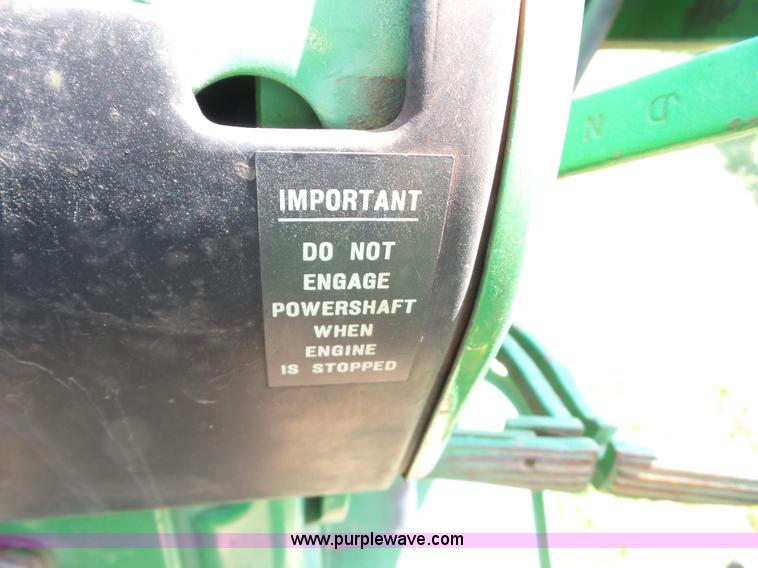 IMPORTANT
DO NOT
ENGAGE
POWERSHAFT
WHEN
ENGINE
IS STOPPED
N D
www.purplewave.com